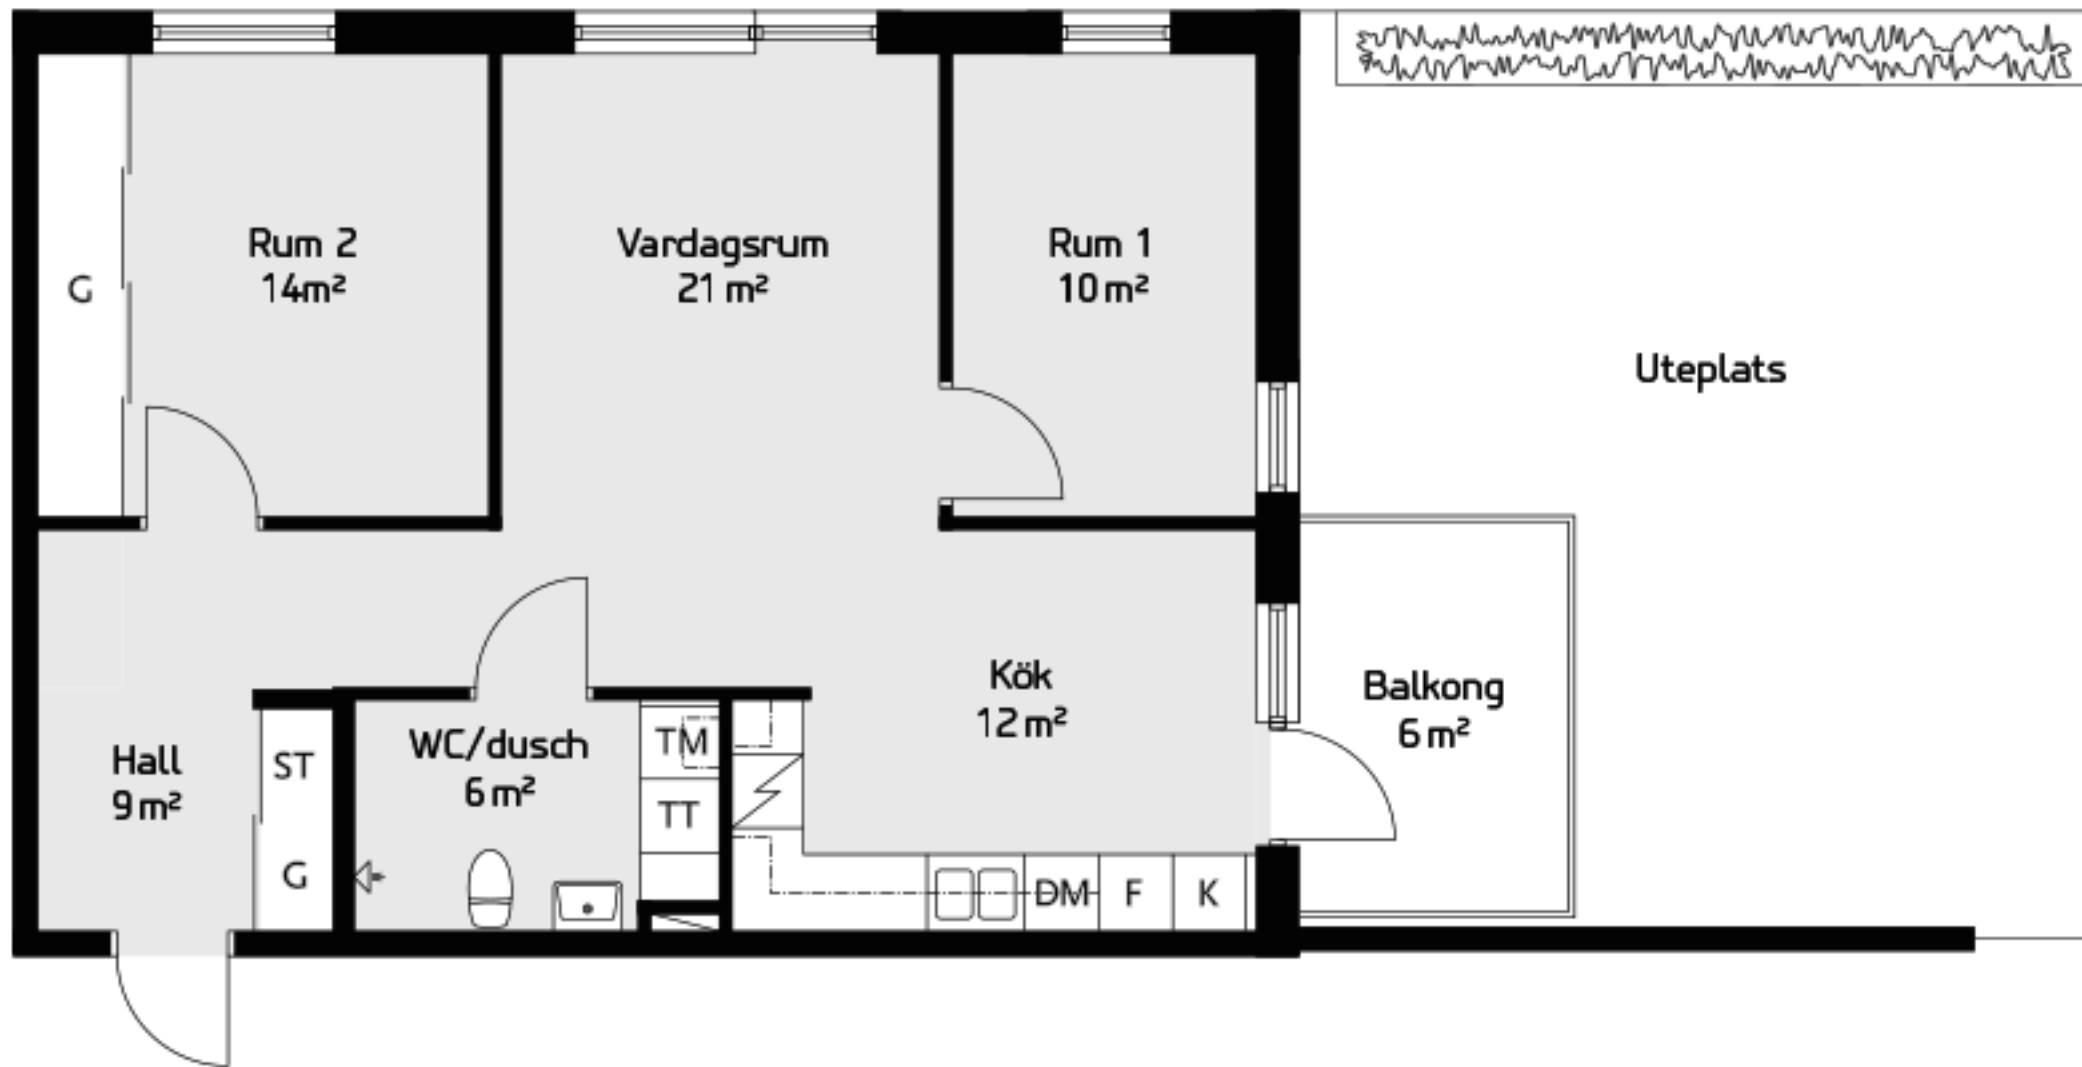 Rum 2
14m²
Vardagsrum
21 m²
Rum 1
10 m²
G
Uteplats
Kök
12 m²
Balkong
6 m²
Hall
9 m²
ST
G
WC/dusch
6 m²
TM
TT
DM
F
K